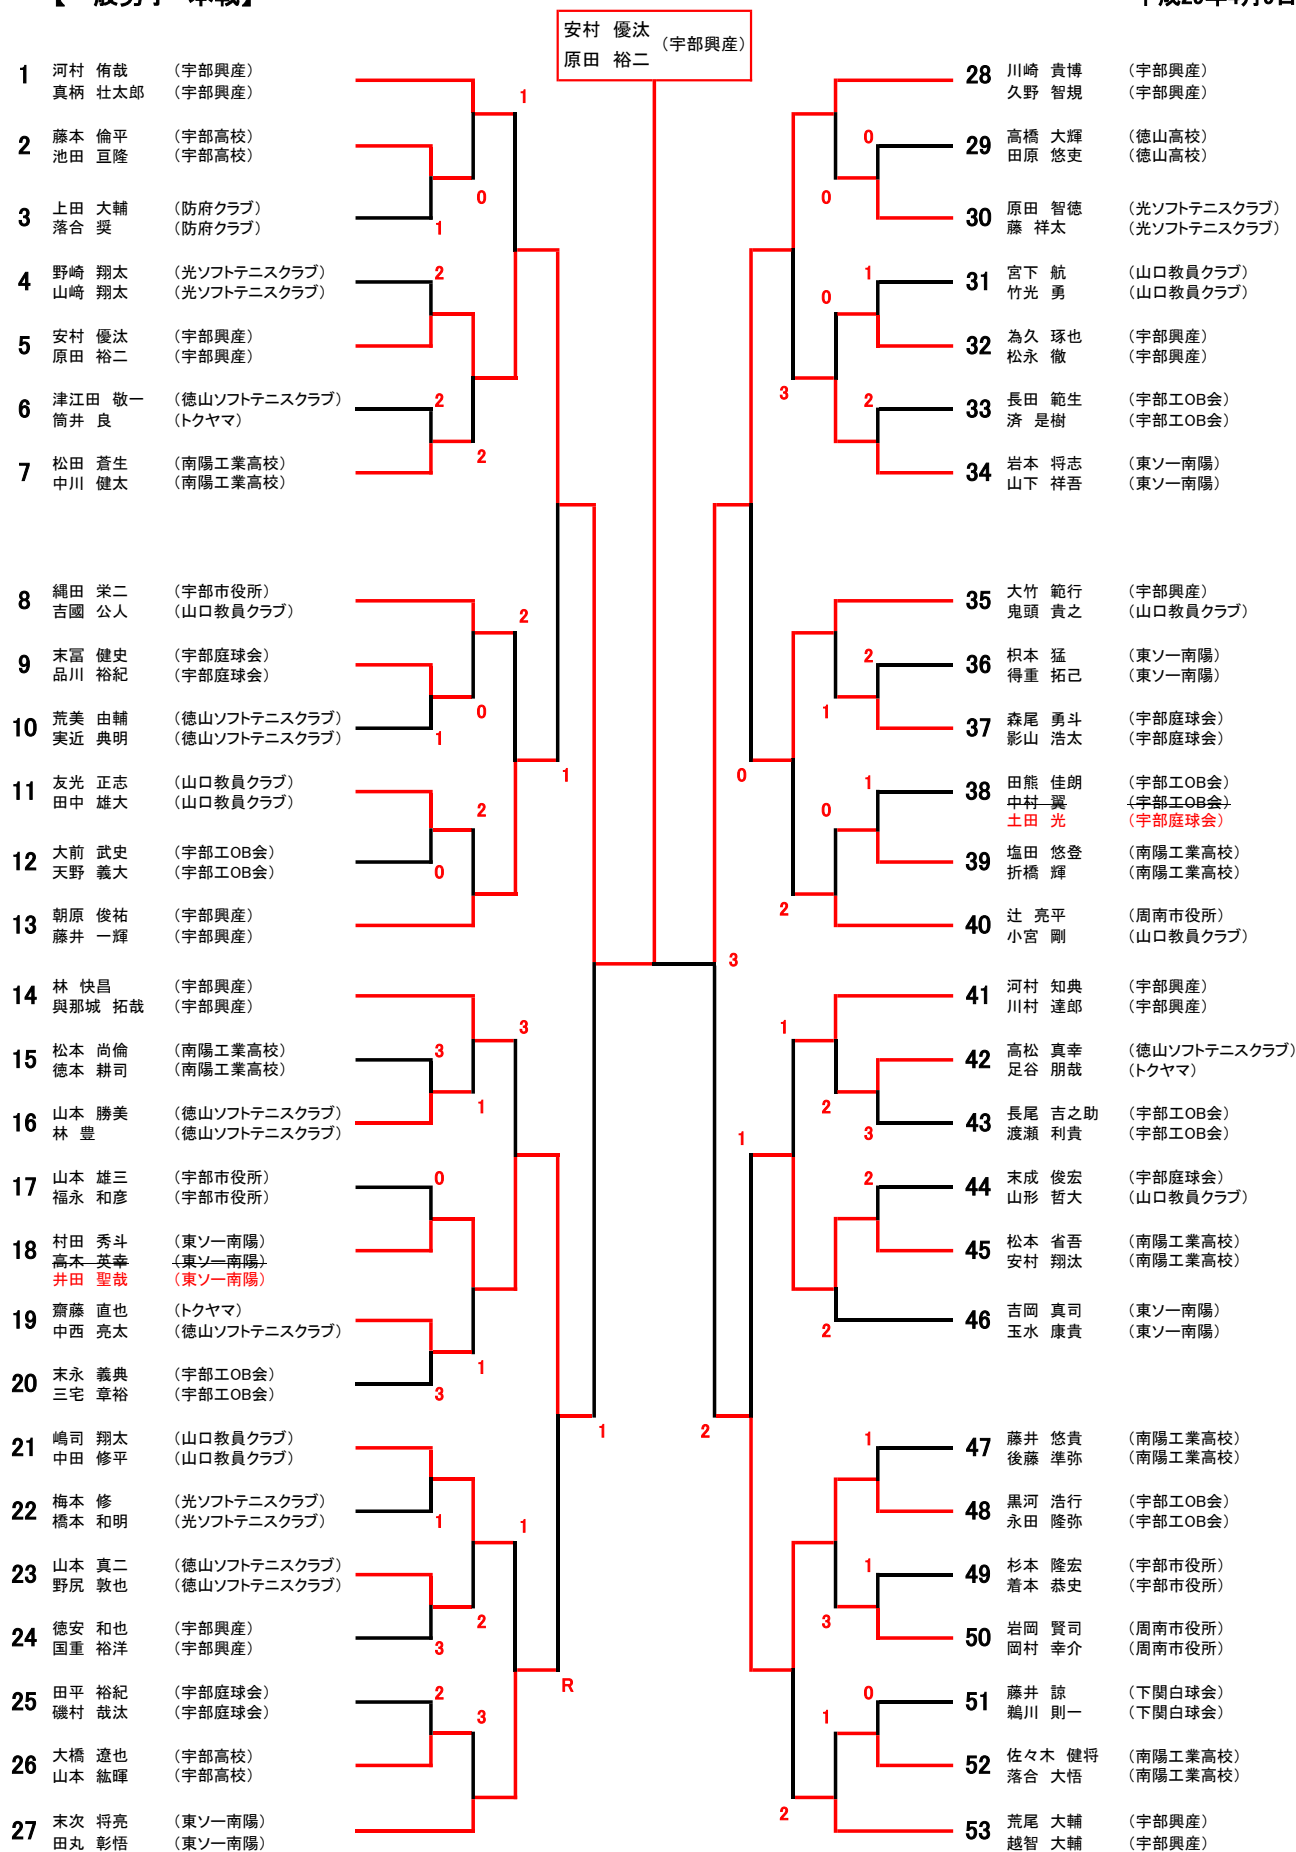 安村 優汰
原田 裕二
(宇部興産)
1 河村 侑哉 (宇部興産)
真柄 壮太郎 (宇部興産)
2 藤本 倫平 (宇部高校)
池田 亘隆 (宇部高校)
3 上田 大輔 (防府クラブ)
落合 奨 (防府クラブ)
4 野崎 翔太 (光ソフトテニスクラブ)
山﨑 翔太 (光ソフトテニスクラブ)
5 安村 優汰 (宇部興産)
原田 裕二 (宇部興産)
6 津江田 敬一 (徳山ソフトテニスクラブ)
筒井 良 (トクヤマ)
7 松田 蒼生 (南陽工業高校)
中川 健太 (南陽工業高校)
8 縄田 栄二 (宇部市役所)
吉國 公人 (山口教員クラブ)
9 末冨 健史 (宇部庭球会)
品川 裕紀 (宇部庭球会)
10 荒美 由輔 (徳山ソフトテニスクラブ)
実近 典明 (徳山ソフトテニスクラブ)
11 友光 正志 (山口教員クラブ)
田中 雄大 (山口教員クラブ)
12 大前 武史 (宇部工OB会)
天野 義大 (宇部工OB会)
13 朝原 俊祐 (宇部興産)
藤井 一輝 (宇部興産)
14 林 快昌 (宇部興産)
與那城 拓哉 (宇部興産)
15 松本 尚倫 (南陽工業高校)
徳本 耕司 (南陽工業高校)
16 山本 勝美 (徳山ソフトテニスクラブ)
林 豊 (徳山ソフトテニスクラブ)
17 山本 雄三 (宇部市役所)
福永 和彦 (宇部市役所)
18 村田 秀斗 (東ソー南陽)
高木 英幸 (東ソー南陽)
井田 聖哉 (東ソー南陽)
19 齋藤 直也 (トクヤマ)
中西 亮太 (徳山ソフトテニスクラブ)
20 末永 義典 (宇部工OB会)
三宅 章裕 (宇部工OB会)
21 嶋司 翔太 (山口教員クラブ)
中田 修平 (山口教員クラブ)
22 梅本 修 (光ソフトテニスクラブ)
橋本 和明 (光ソフトテニスクラブ)
23 山本 真二 (徳山ソフトテニスクラブ)
野尻 敦也 (徳山ソフトテニスクラブ)
24 徳安 和也 (宇部興産)
国重 裕洋 (宇部興産)
25 田平 裕紀 (宇部庭球会)
磯村 哉汰 (宇部庭球会)
26 大橋 遼也 (宇部高校)
山本 紘暉 (宇部高校)
27 末次 将亮 (東ソー南陽)
田丸 彰悟 (東ソー南陽)
1
0
1
2
2
2
2
0
1
2
0
1
3
3
1
0
1
3
1
1
1
2
3
R
2
3
28 川崎 貴博 (宇部興産)
久野 智規 (宇部興産)
29 高橋 大輝 (徳山高校)
田原 悠吏 (徳山高校)
30 原田 智徳 (光ソフトテニスクラブ)
藤 祥太 (光ソフトテニスクラブ)
31 宮下 航 (山口教員クラブ)
竹光 勇 (山口教員クラブ)
32 為久 琢也 (宇部興産)
松永 徹 (宇部興産)
33 長田 範生 (宇部工OB会)
済 是樹 (宇部工OB会)
34 岩本 将志 (東ソー南陽)
山下 祥吾 (東ソー南陽)
35 大竹 範行 (宇部興産)
鬼頭 貴之 (山口教員クラブ)
36 枳本 猛 (東ソー南陽)
得重 拓己 (東ソー南陽)
37 森尾 勇斗 (宇部庭球会)
影山 浩太 (宇部庭球会)
38 田熊 佳朗 (宇部工OB会)
中村 翼 (宇部工OB会)
土田 光 (宇部庭球会)
39 塩田 悠登 (南陽工業高校)
折橋 輝 (南陽工業高校)
40 辻 亮平 (周南市役所)
小宮 剛 (山口教員クラブ)
41 河村 知典 (宇部興産)
川村 達郎 (宇部興産)
42 高松 真幸 (徳山ソフトテニスクラブ)
足谷 朋哉 (トクヤマ)
43 長尾 吉之助 (宇部工OB会)
渡瀬 利貴 (宇部工OB会)
44 末成 俊宏 (宇部庭球会)
山形 哲大 (山口教員クラブ)
45 松本 省吾 (南陽工業高校)
安村 翔汰 (南陽工業高校)
46 吉岡 真司 (東ソー南陽)
玉水 康貴 (東ソー南陽)
47 藤井 悠貴 (南陽工業高校)
後藤 準弥 (南陽工業高校)
48 黒河 浩行 (宇部工OB会)
永田 隆弥 (宇部工OB会)
49 杉本 隆宏 (宇部市役所)
着本 恭史 (宇部市役所)
50 岩岡 賢司 (周南市役所)
岡村 幸介 (周南市役所)
51 藤井 諒 (下関白球会)
鵜川 則一 (下関白球会)
52 佐々木 健将 (南陽工業高校)
落合 大悟 (南陽工業高校)
53 荒尾 大輔 (宇部興産)
越智 大輔 (宇部興産)
0
0
1
0
3
2
2
1
0
1
0
2
3
1
2
3
1
2
2
2
1
1
3
0
1
2